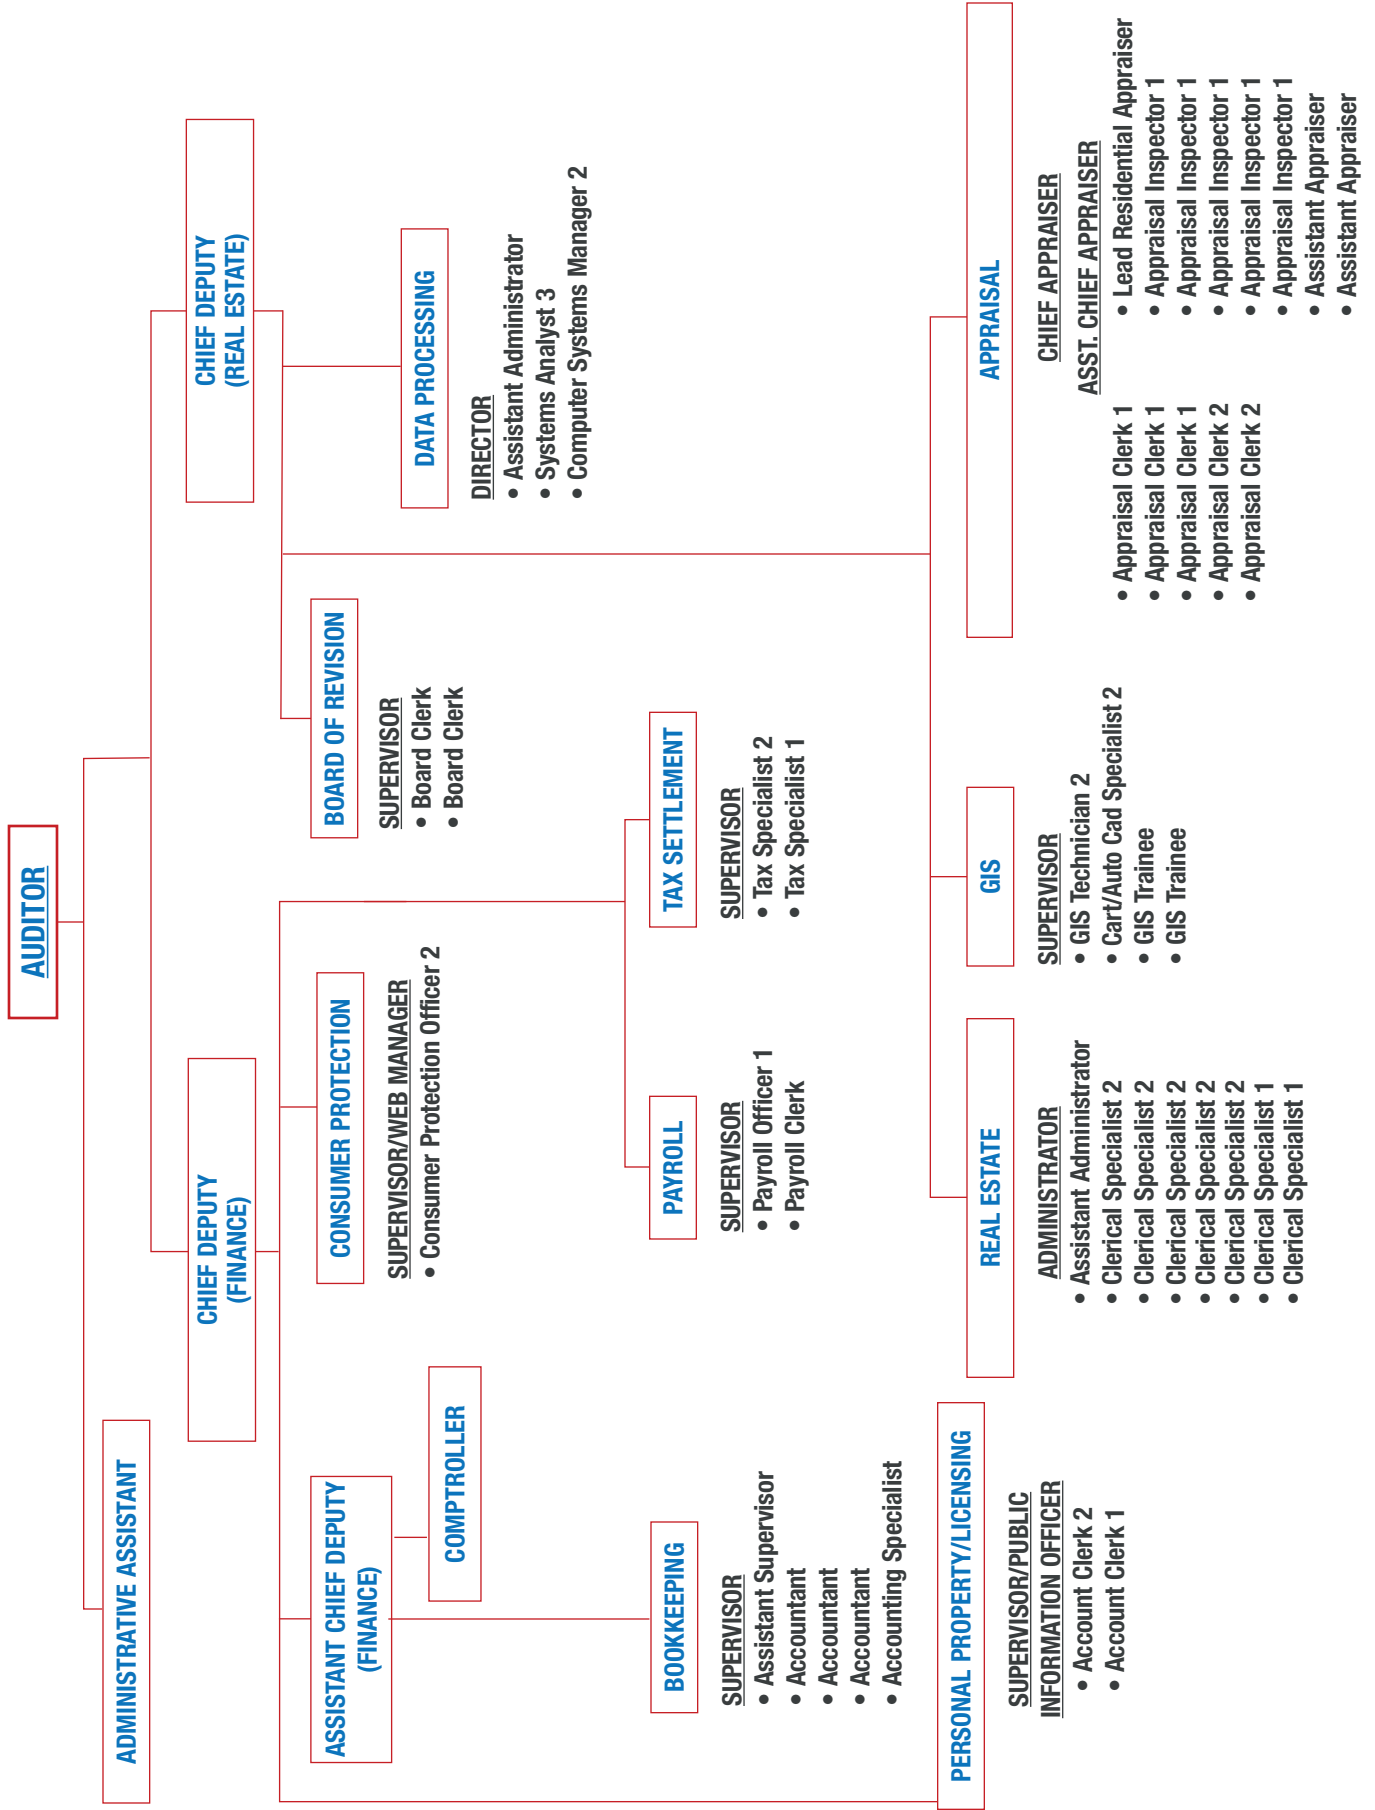 AUDITOR
ADMINISTRATIVE ASSISTANT
CHIEF DEPUTY
(FINANCE)
CHIEF DEPUTY
(REAL ESTATE)
ASSISTANT CHIEF DEPUTY
(FINANCE)
COMPTROLLER
CONSUMER PROTECTION
SUPERVISOR/WEB MANAGER
• Consumer Protection Officer 2
BOARD OF REVISION
SUPERVISOR
• Board Clerk
• Board Clerk
DATA PROCESSING
DIRECTOR
• Assistant Administrator
• Systems Analyst 3
• Computer Systems Manager 2
BOOKKEEPING
SUPERVISOR
• Assistant Supervisor
• Accountant
• Accountant
• Accountant
• Accounting Specialist
PAYROLL
SUPERVISOR
• Payroll Officer 1
• Payroll Clerk
TAX SETTLEMENT
SUPERVISOR
• Tax Specialist 2
• Tax Specialist 1
PERSONAL PROPERTY/LICENSING
SUPERVISOR/PUBLIC
INFORMATION OFFICER
• Account Clerk 2
• Account Clerk 1
REAL ESTATE
ADMINISTRATOR
• Assistant Administrator
• Clerical Specialist 2
• Clerical Specialist 2
• Clerical Specialist 2
• Clerical Specialist 2
• Clerical Specialist 2
• Clerical Specialist 1
• Clerical Specialist 1
GIS
SUPERVISOR
• GIS Technician 2
• Cart/Auto Cad Specialist 2
• GIS Trainee
• GIS Trainee
APPRAISAL
CHIEF APPRAISER
ASST. CHIEF APPRAISER
• Appraisal Clerk 1
• Appraisal Clerk 1
• Appraisal Clerk 1
• Appraisal Clerk 2
• Appraisal Clerk 2
• Lead Residential Appraiser
• Appraisal Inspector 1
• Appraisal Inspector 1
• Appraisal Inspector 1
• Appraisal Inspector 1
• Appraisal Inspector 1
• Assistant Appraiser
• Assistant Appraiser